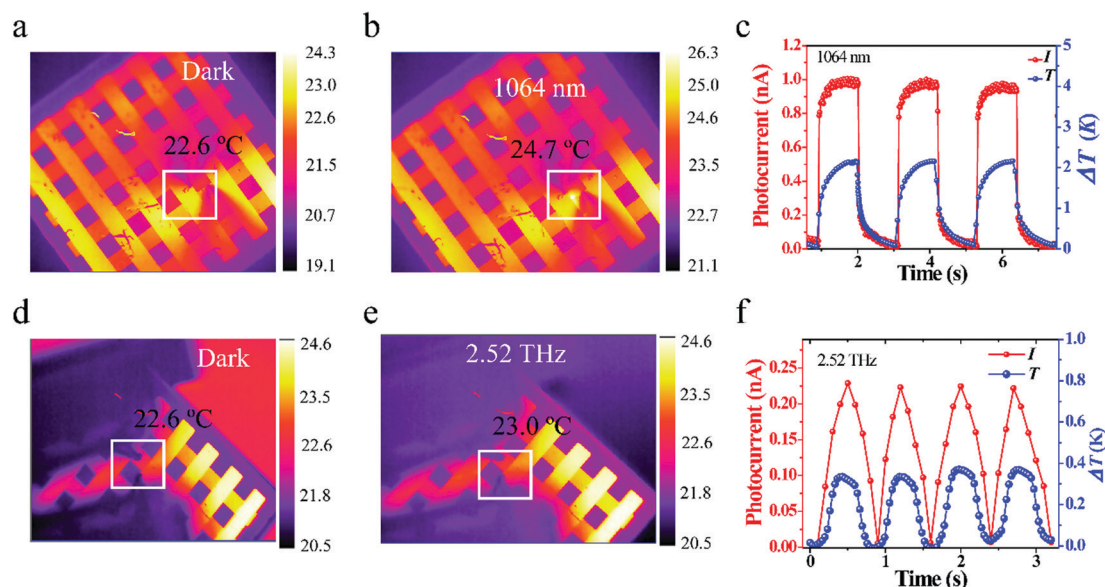 a
Dark
22.6 ºC
24.3
23.0
22.4
21.5
20.7
19.1
b
1064 nm
24.7 ºC
26.3
25.0
24.4
23.5
22.7
21.1
c
1064 nm
I
T
Photocurrent (nA)
1.2
1.0
0.8
0.6
0.4
0.2
0.0
2 4 6
Time (s)
5
4
3
2
1
0
ΔT (K)
d
Dark
22.6 ºC
24.6
23.4
22.6
21.8
20.5
e
2.52 THz
23.0 ºC
24.6
23.4
22.6
21.8
20.5
f
2.52 THz
I
T
Photocurrent (nA)
0.25
0.20
0.15
0.10
0.05
0.00
0 1 2 3
Time (s)
1.0
0.8
0.6
0.4
0.2
0.0
ΔT (K)